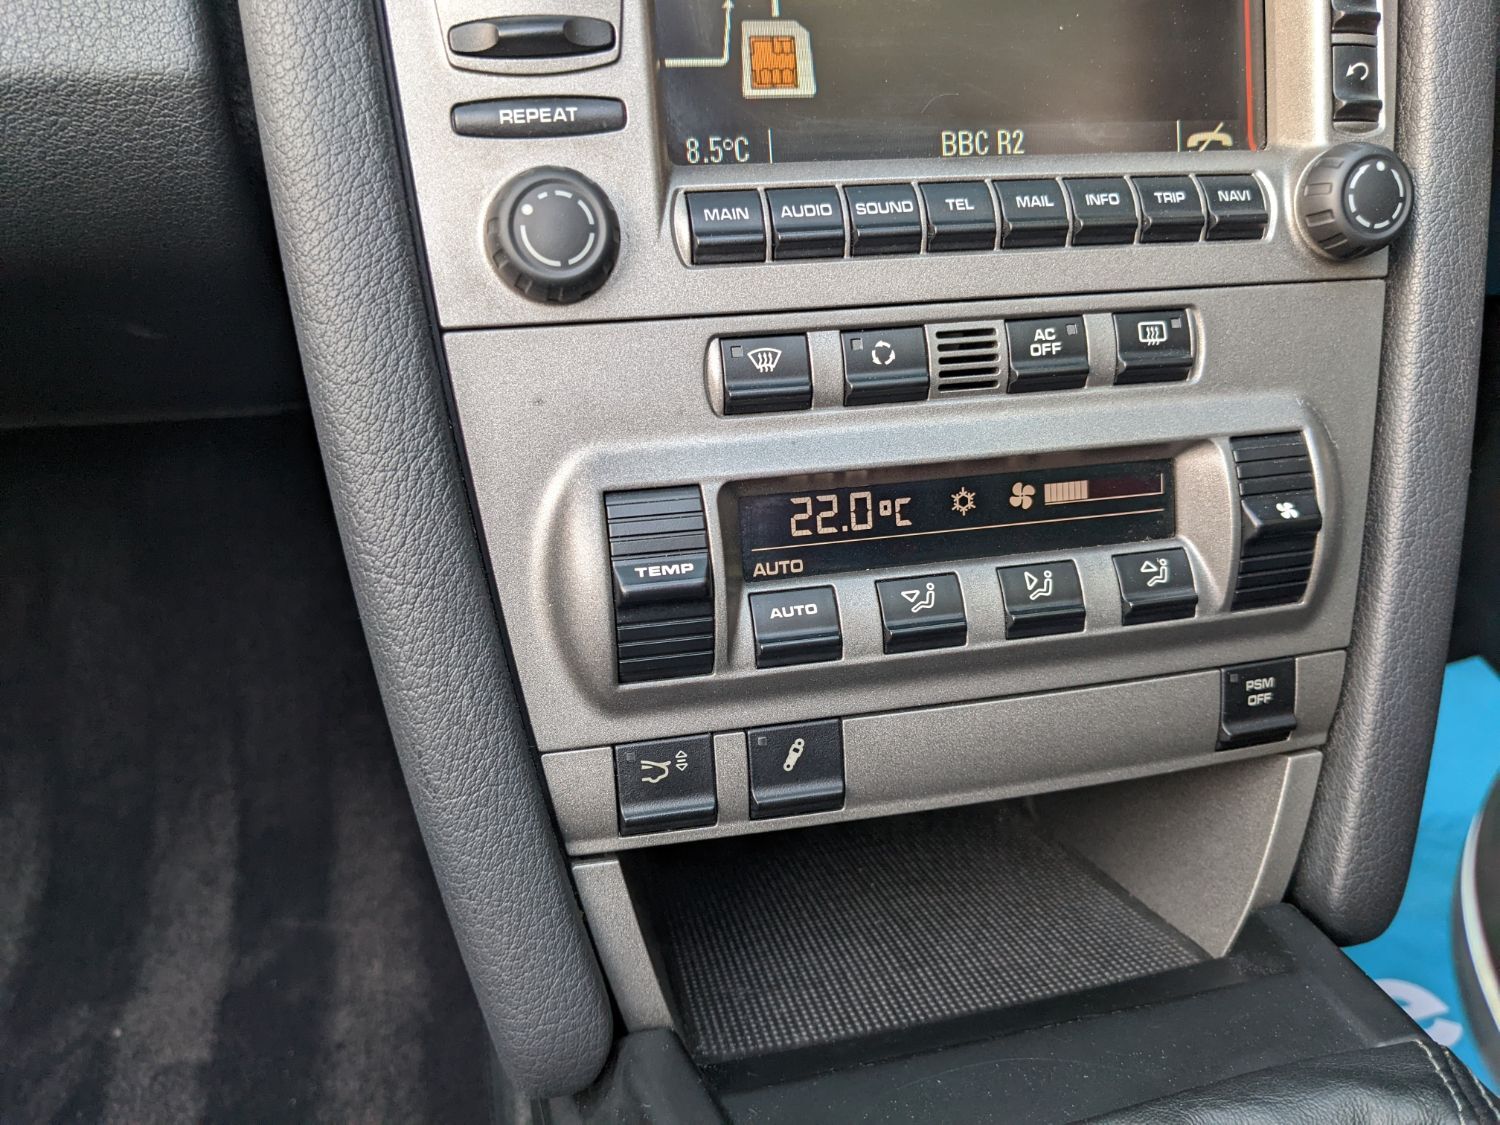 REPEAT
8.5°C
BBC R2
MAIN
AUDIO
SOUND
TEL
MAIL
INFO
TRIP
NAVI
AC
OFF
22.0°C
TEMP
AUTO
AUTO
PSM
OFF